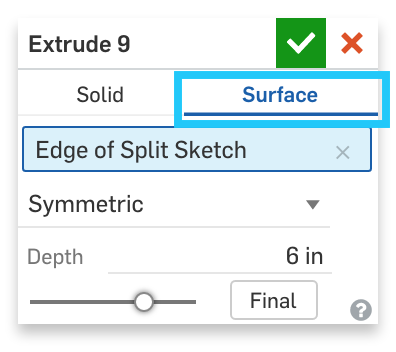 Extrude 9
Solid Surface
Edge of Split Sketch
Symmetric
Depth 6 in
Final
?